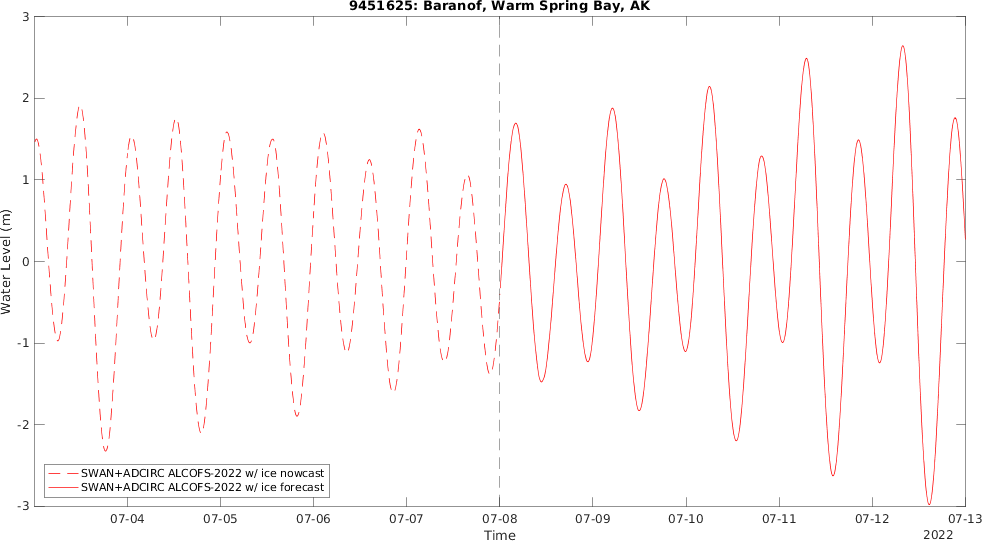 9451625: Baranof, Warm Spring Bay, AK
Water Level (m)
3
2
1
0
-1
-2
-3
SWAN+ADCIRC ALCOFS-2022 w/ ice nowcast
SWAN+ADCIRC ALCOFS-2022 w/ ice forecast
07-04 07-05 07-06 07-07 07-08 07-09 07-10 07-11 07-12 07-13
Time
2022